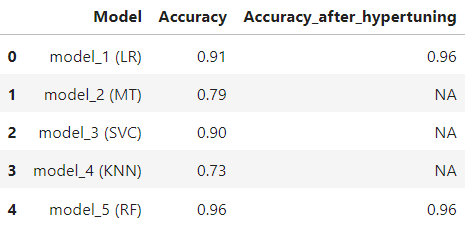 Model Accuracy Accuracy_after_hypertuning
0 model_1 (LR) 0.91 0.96
1 model_2 (MT) 0.79 NA
2 model_3 (SVC) 0.90 NA
3 model_4 (KNN) 0.73 NA
4 model_5 (RF) 0.96 0.96